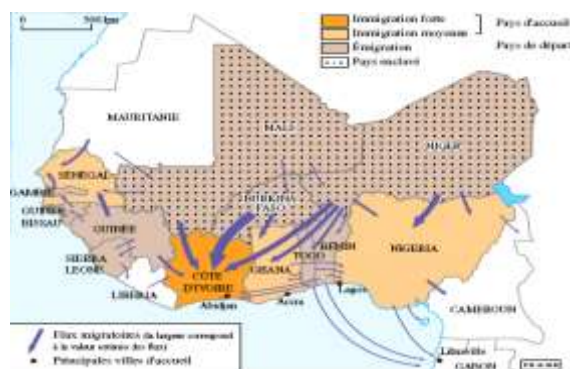 0 500 km
Immigration forte
Immigration moyenne
Émigration
Pays enclavé
Pays d'accueil
Pays de départ
MAURITANIE
MALI
NIGER
SÉNÉGAL
GAMBIE
GUINÉE
BISSAU
GUINÉE
SIERRA
LEONE
LIBERIA
CÔTE
D'IVOIRE
BURKINA
FASO
GHANA
TOGO
BENIN
NIGERIA
CAMEROUN
GABON
Abidjan
Accra
Lagos
Libreville
Flux migratoires (la largeur correspond
à la valeur estimée des flux)
Principales villes d'accueil